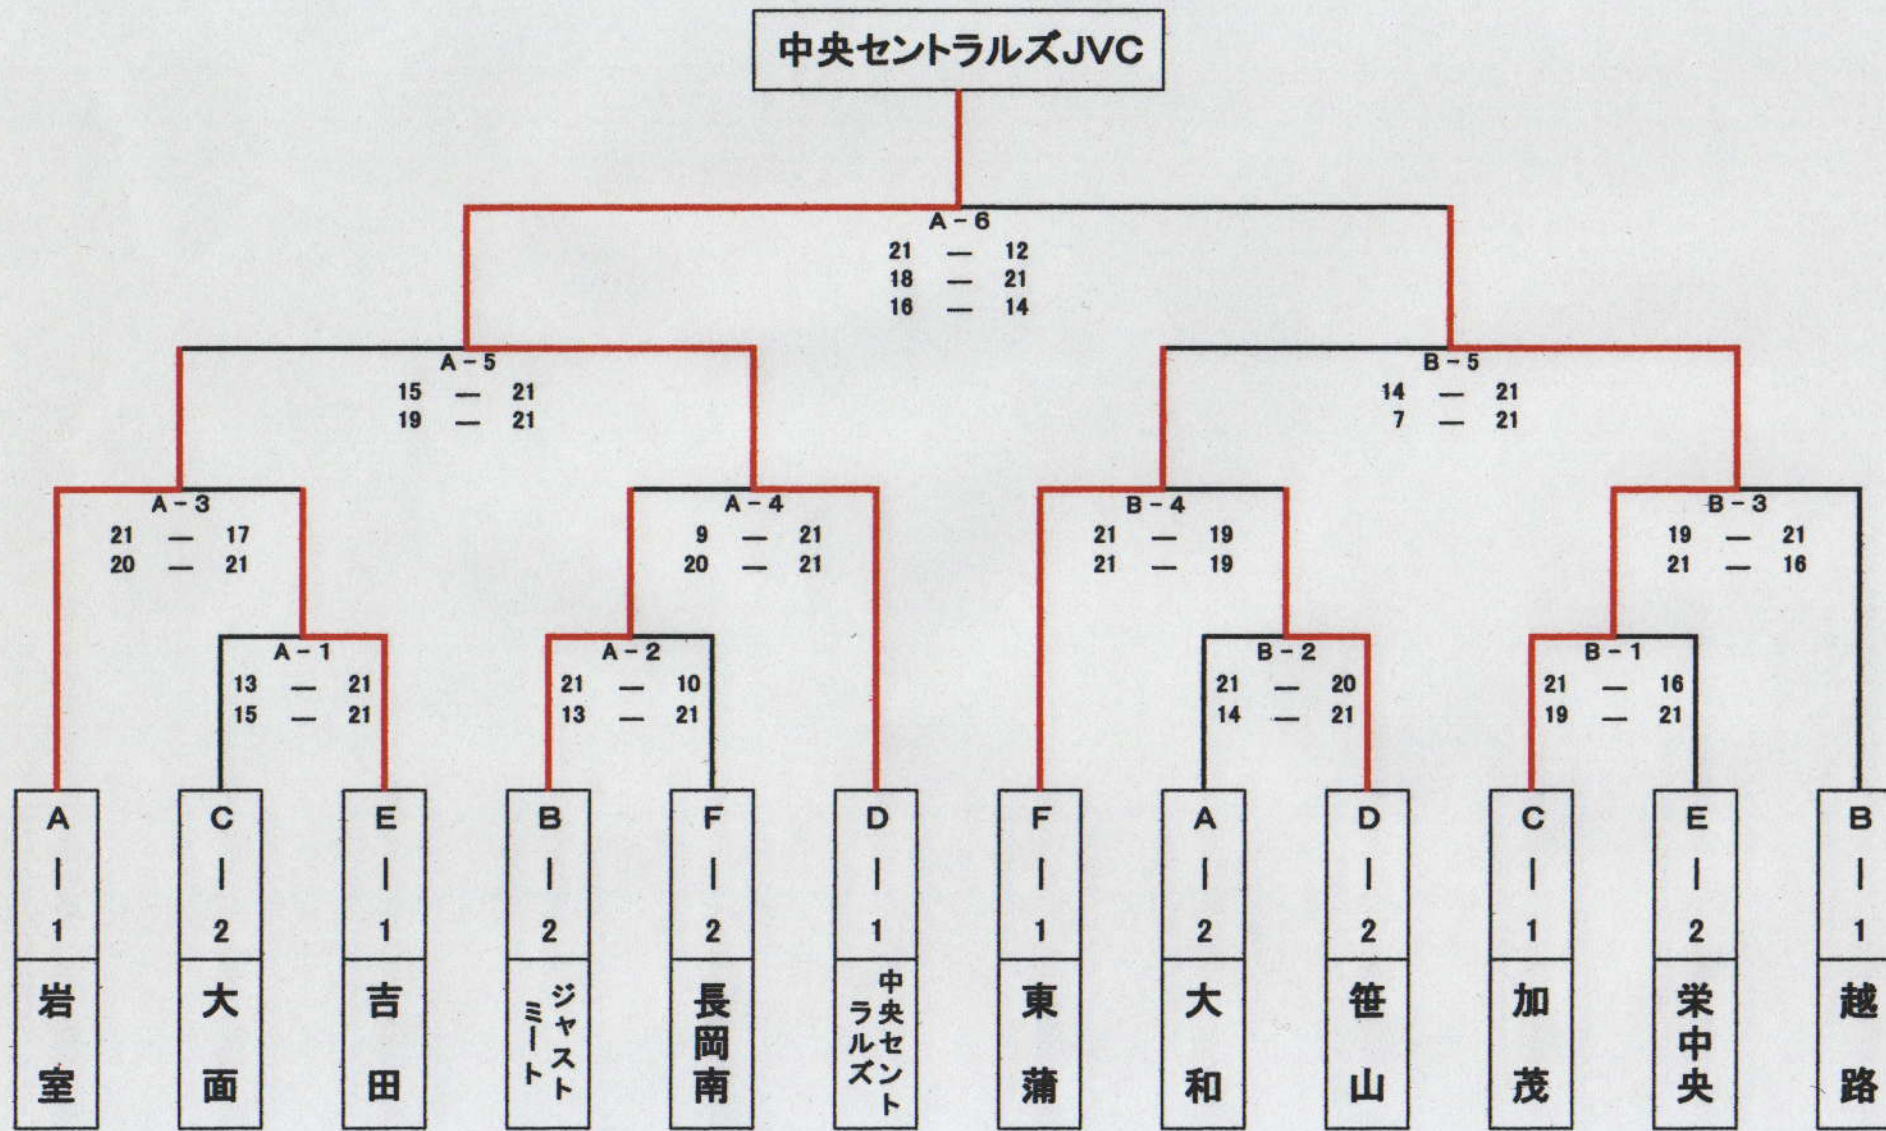 中央セントラルズJVC
A-6
21 — 12
18 — 21
16 — 14
A-5
15 — 21
19 — 21
B-5
14 — 21
7 — 21
A-3
21 — 17
20 — 21
A-4
9 — 21
20 — 21
B-4
21 — 19
21 — 19
B-3
19 — 21
21 — 16
A-1
13 — 21
15 — 21
A-2
21 — 10
13 — 21
B-2
21 — 20
14 — 21
B-1
21 — 16
19 — 21
A-1
岩室
C-2
大面
E-1
吉田
B-2
ジャスト
ミート
F-2
長岡南
D-1
中央セント
ラルズ
F-1
東蒲
A-2
大和
D-2
笹山
C-1
加茂
E-2
栄中央
B-1
越路